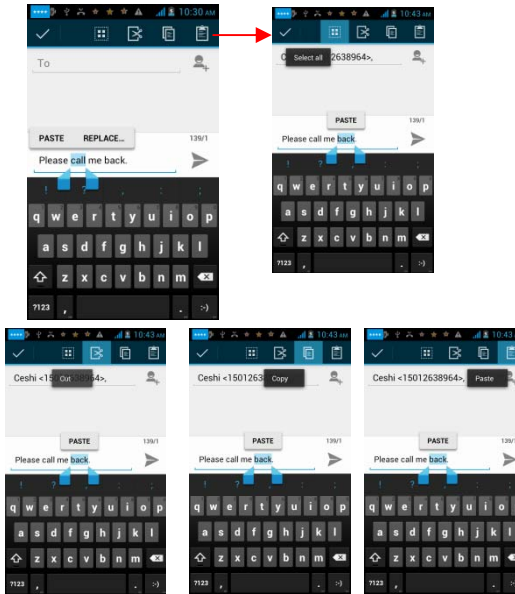 10:30 AM
To
PASTE REPLACE...
139/1
Please call me back.
! ? , : ;
q w e r t y u i o p
a s d f g h j k l
z x c v b n m
?123 , . :-)
10:43 AM
Select all
2638964>,
PASTE
139/1
Please call me back.
! ? , : ;
q w e r t y u i o p
a s d f g h j k l
z x c v b n m
?123 , . :-)
10:43 AM
Ceshi <15 Cut 38964>,
PASTE
139/1
Please call me back.
! ? , : ;
q w e r t y u i o p
a s d f g h j k l
z x c v b n m
?123 , . :-)
10:43 AM
Ceshi <1501263 Copy
PASTE
139/1
Please call me back.
! ? , : ;
q w e r t y u i o p
a s d f g h j k l
z x c v b n m
?123 , . :-)
10:43
Ceshi <15012638964>, Paste
PASTE
139/1
Please call me back.
! ? , : ;
q w e r t y u i o
a s d f g h j k l
z x c v b n m
?123 , . :-)